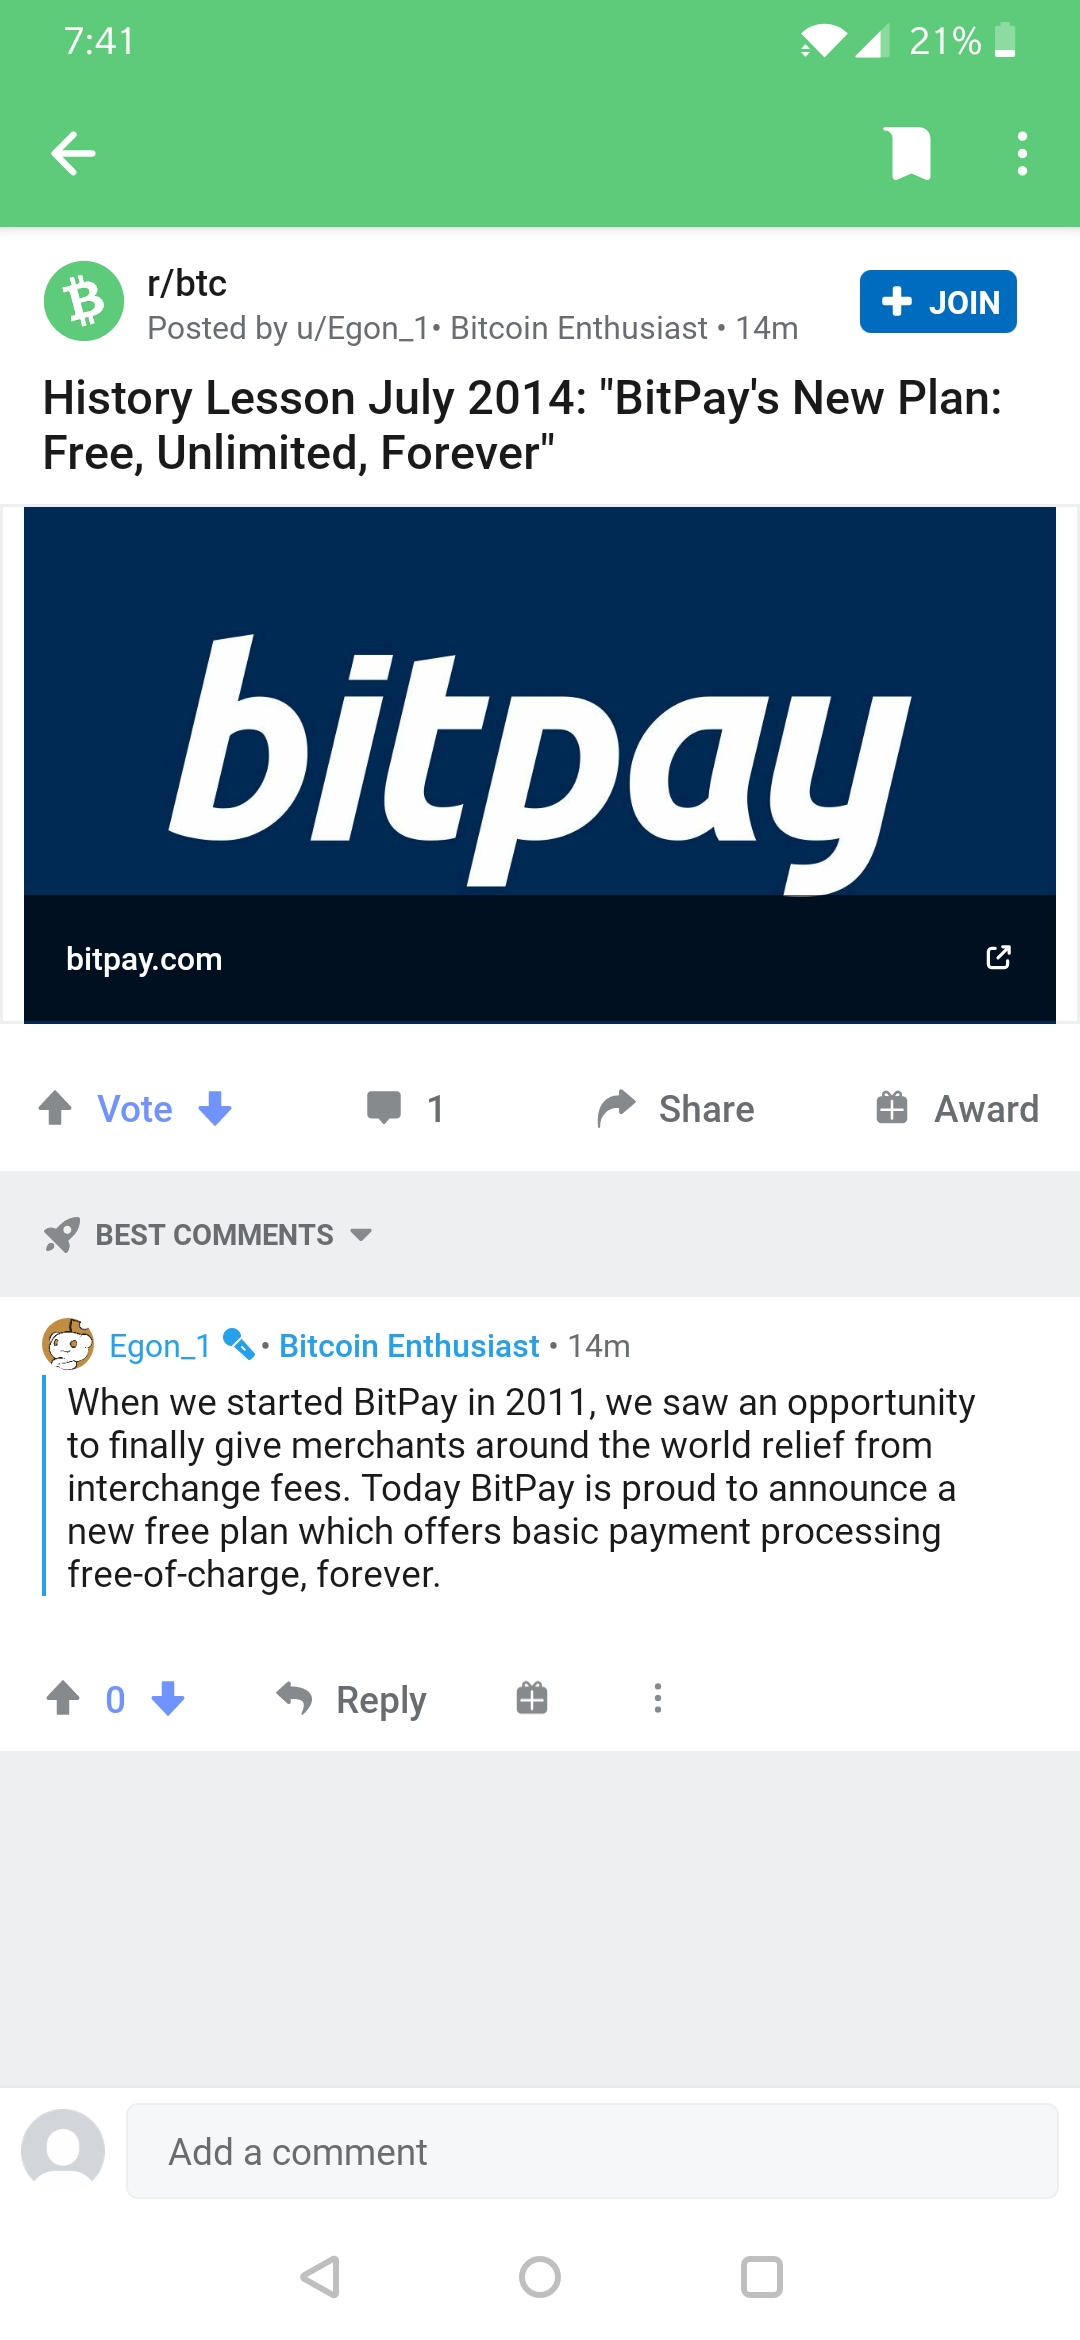 7:41
21%
r/btc
Posted by u/Egon_1• Bitcoin Enthusiast • 14m
JOIN
History Lesson July 2014: "BitPay's New Plan:
Free, Unlimited, Forever"
bitpay
bitpay.com
Vote
1
Share
Award
BEST COMMENTS
Egon_1 • Bitcoin Enthusiast • 14m
When we started BitPay in 2011, we saw an opportunity
to finally give merchants around the world relief from
interchange fees. Today BitPay is proud to announce a
new free plan which offers basic payment processing
free-of-charge, forever.
0
Reply
Add a comment